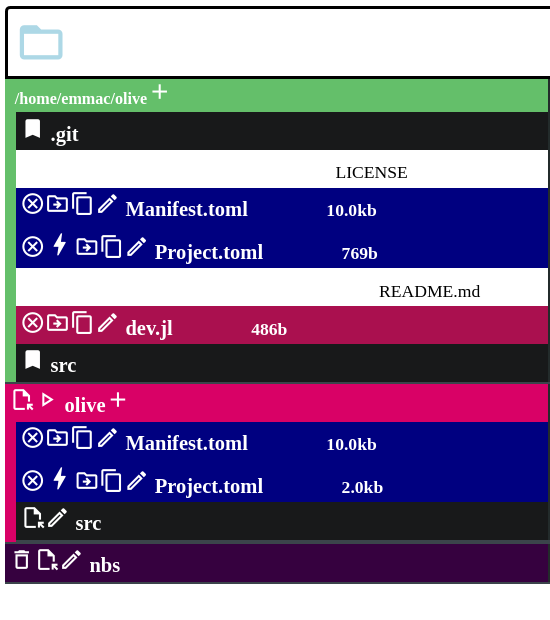 /home/emmac/olive +
.git
LICENSE
Manifest.toml 10.0kb
Project.toml 769b
README.md
dev.jl 486b
src
olive +
Manifest.toml 10.0kb
Project.toml 2.0kb
src
nbs